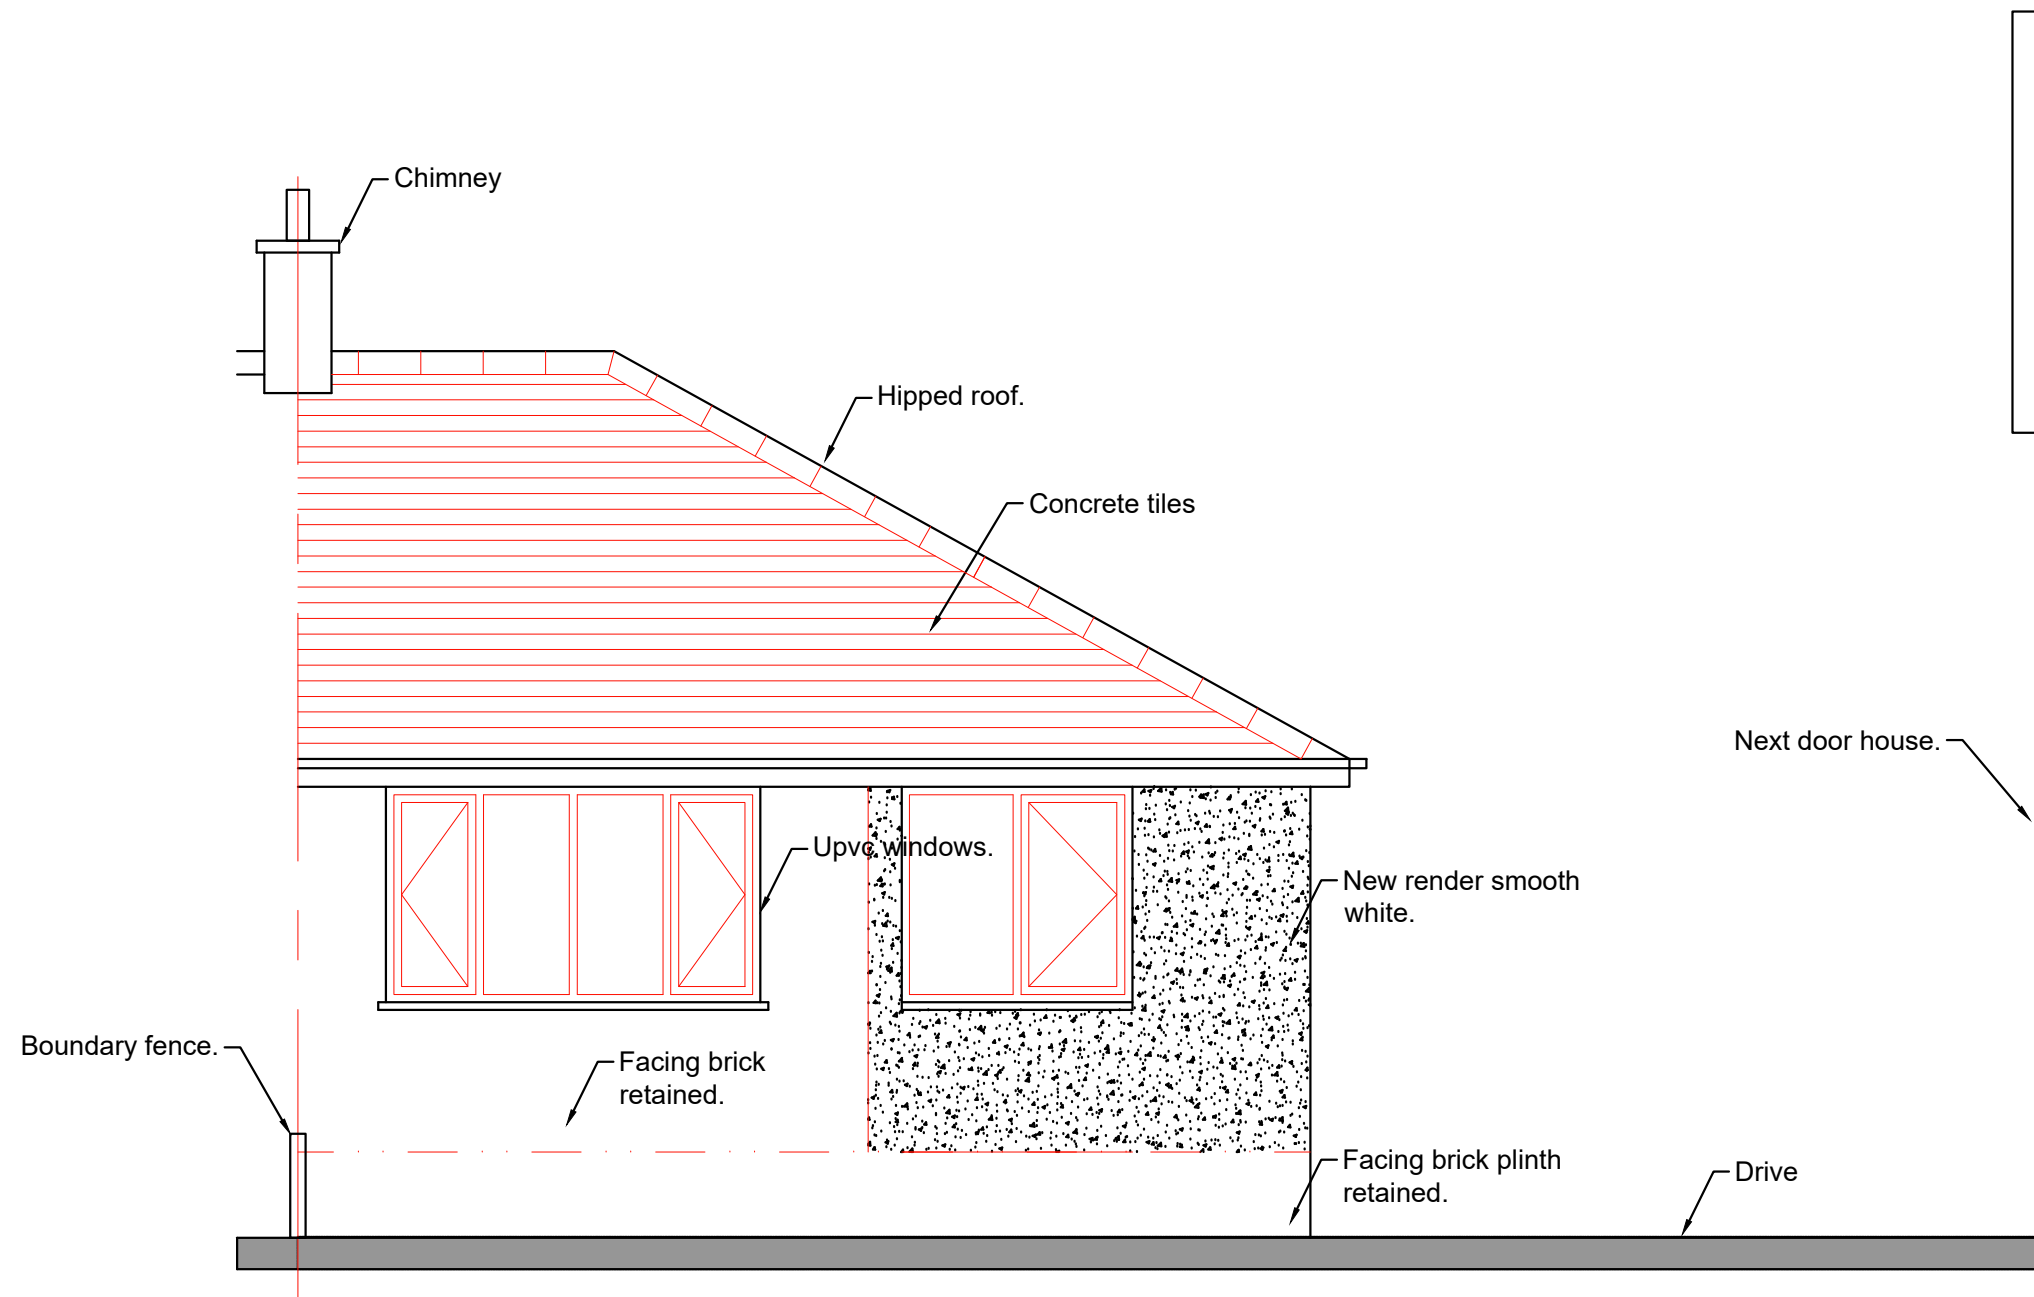 Chimney
Hipped roof.
Concrete tiles
Next door house.
Upvc windows.
New render smooth
white.
Boundary fence.
Facing brick
retained.
Facing brick plinth
retained.
Drive